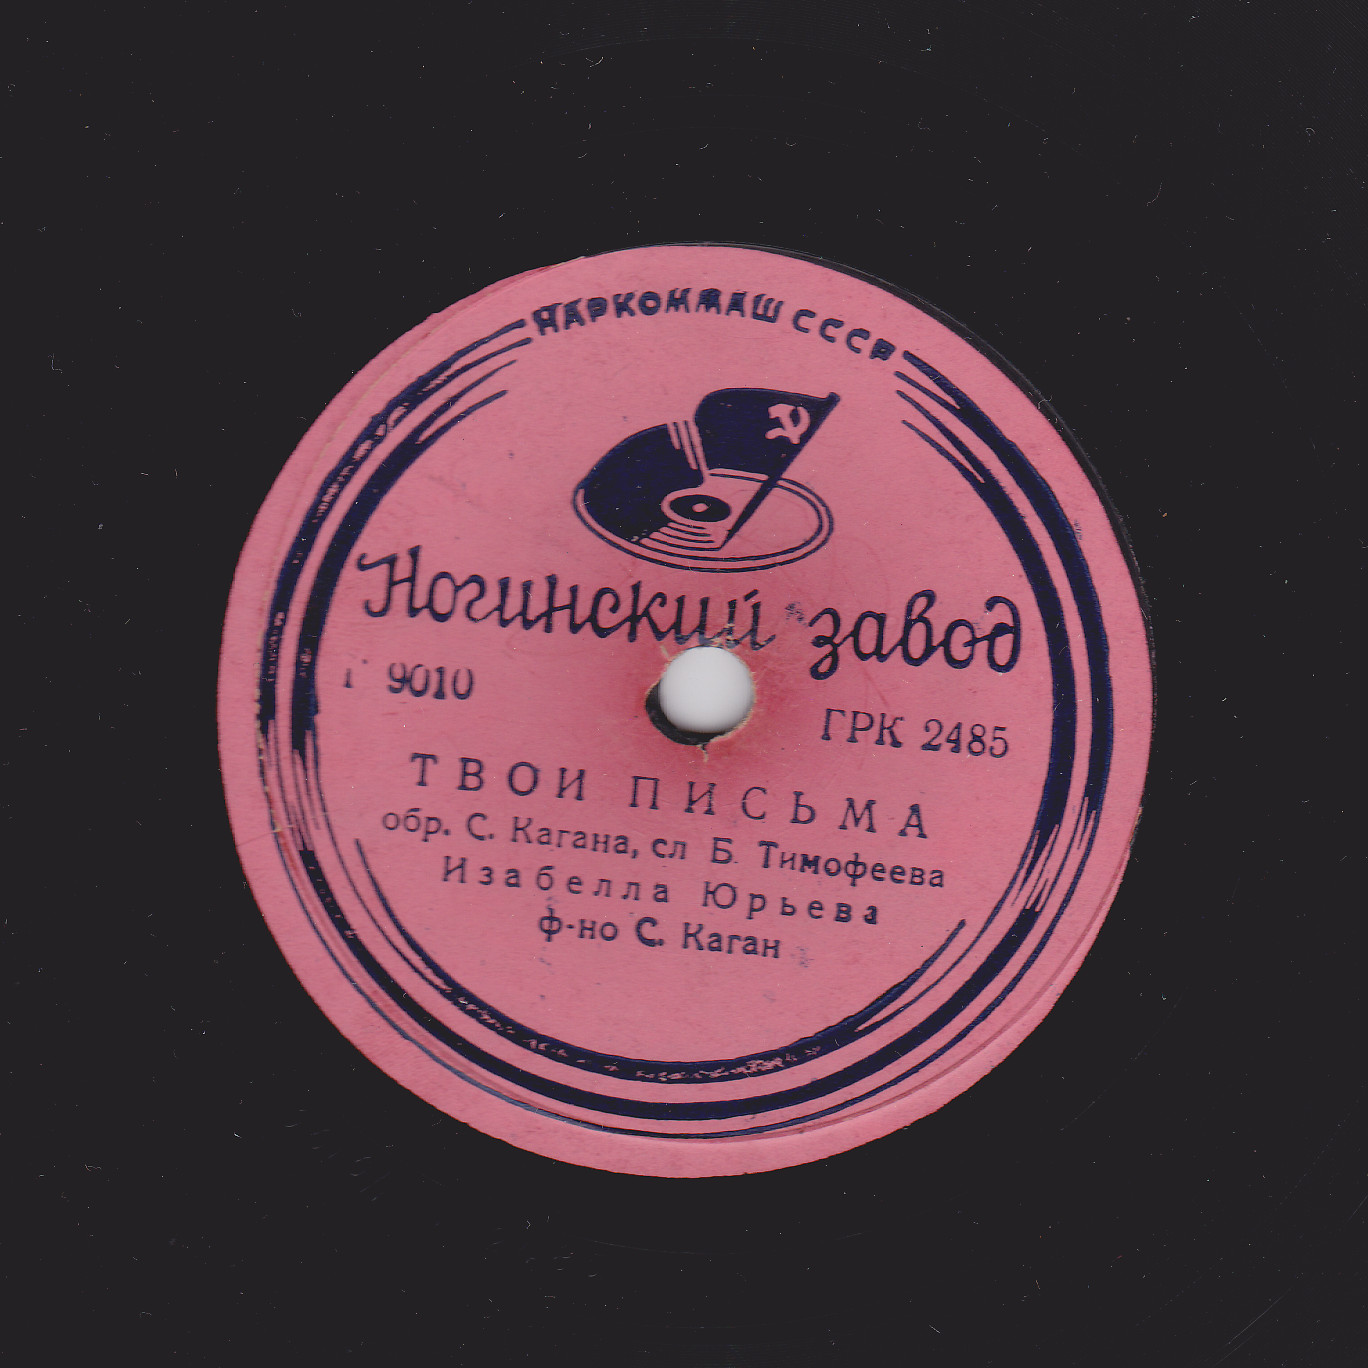 НАРКОММАШ СССР
Ногинский завод
9010
ГРК 2485
ТВОИ ПИСЬМА
обр. С. Кагана, сл Б. Тимофеева
Изабелла Юрьева
ф-но С. Каган